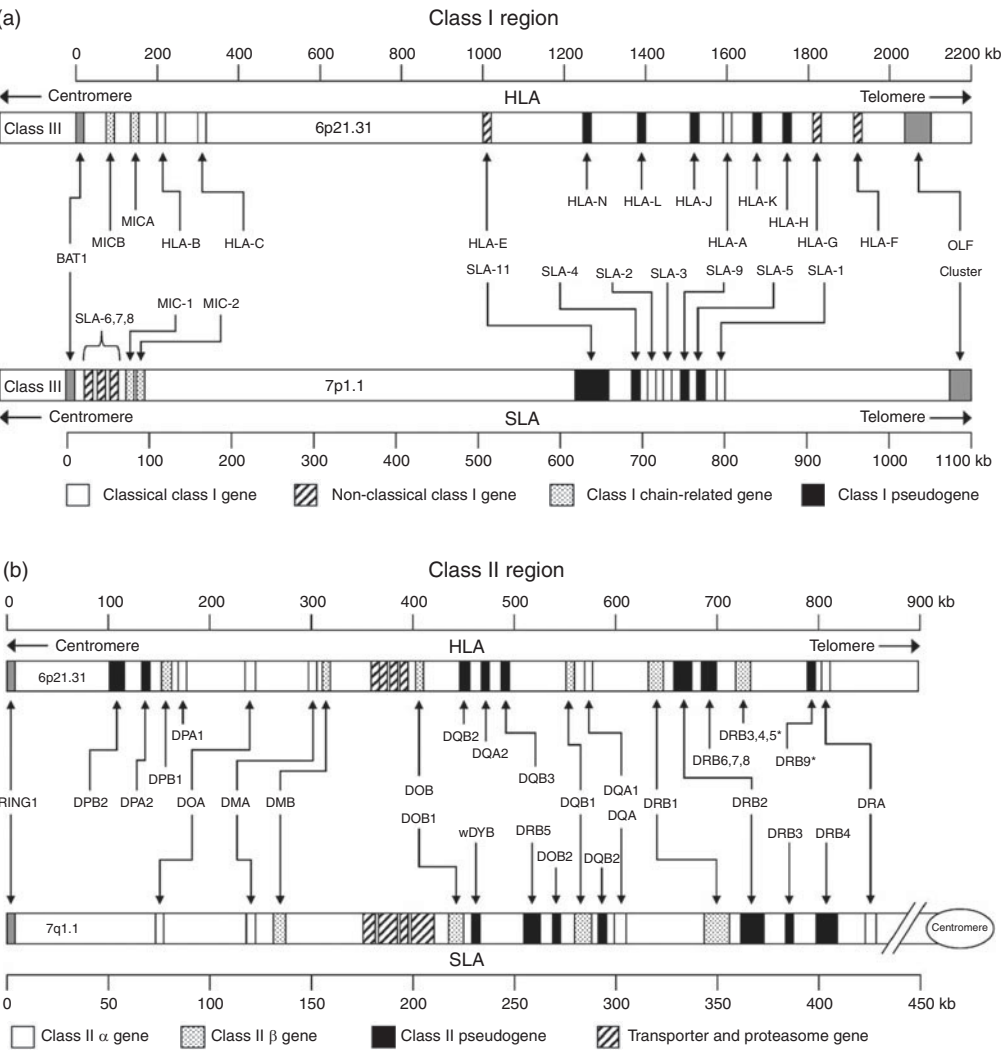 (a) Class I region
0 200 400 600 800 1000 1200 1400 1600 1800 2000 2200 kb
Centromere HLA Telomere
Class III 6p21.31
HLA-N HLA-L HLA-J HLA-K
MICA HLA-H
MICB HLA-B HLA-C HLA-E HLA-A HLA-G HLA-F OLF
BAT1 SLA-11 SLA-4 SLA-2 SLA-3 SLA-9 SLA-5 SLA-1 Cluster
MIC-1 MIC-2
SLA-6,7,8
Class III 7p1.1
Centromere SLA Telomere
0 100 200 300 400 500 600 700 800 900 1000 1100 kb
Classical class I gene Non-classical class I gene Class I chain-related gene Class I pseudogene
(b) Class II region
0 100 200 300 400 500 600 700 800 900 kb
Centromere HLA Telomere
6p21.31
DPA1 DQB2 DQA2 DRB3,4,5*
DRB6,7,8 DRB9*
DPB1 DQB3
DOB DQA1
RING1 DPB2 DPA2 DOA DMA DMB DQB1 DRB1 DRB2 DRA
DOB1 DQA
wDYB DRB5 DRB3 DRB4
DOB2 DQB2
7q1.1 Centromere
SLA
0 50 100 150 200 250 300 350 400 450 kb
Class II α gene Class II β gene Class II pseudogene Transporter and proteasome gene